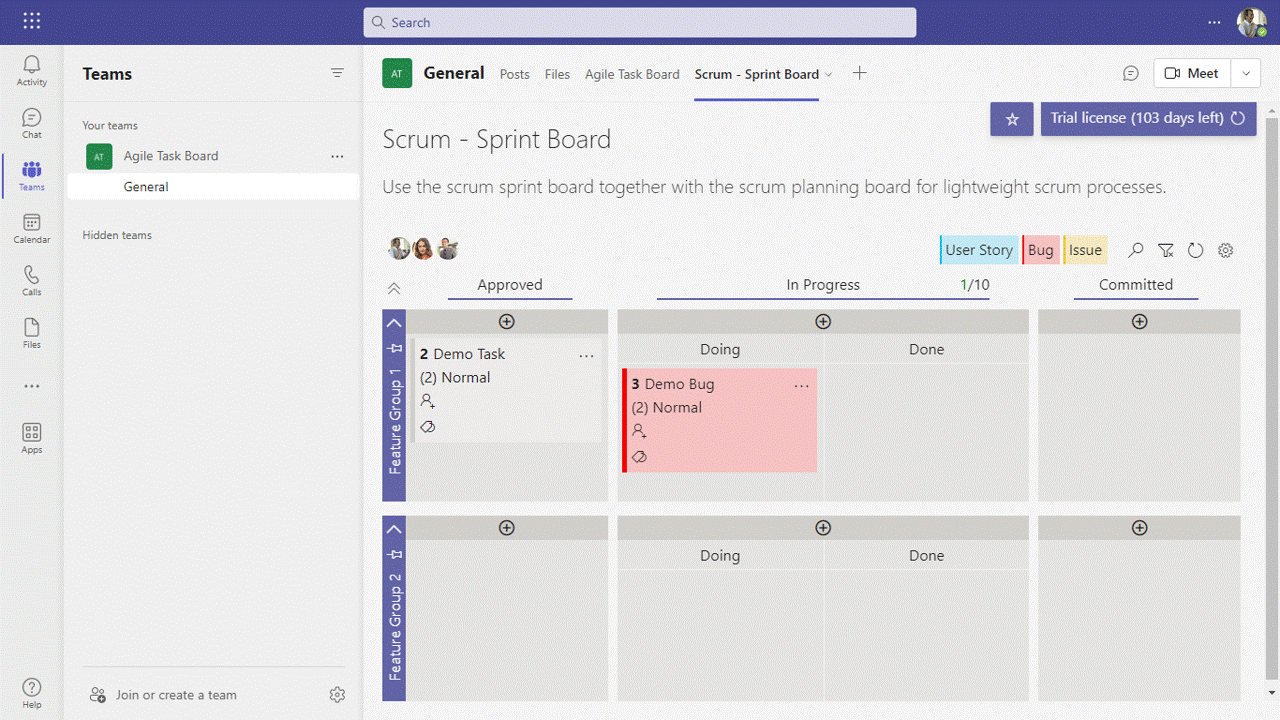 Search
Activity
Chat
Teams
Calendar
Calls
Files
Apps
Help
Teams
Your teams
AT Agile Task Board
General
Hidden teams
Join or create a team
AT General Posts Files Agile Task Board Scrum - Sprint Board
Meet
Trial license (103 days left)
Scrum - Sprint Board
Use the scrum sprint board together with the scrum planning board for lightweight scrum processes.
User Story Bug Issue
Approved In Progress 1/10 Committed
Feature Group 1
Doing Done
2 Demo Task
(2) Normal
3 Demo Bug
(2) Normal
Feature Group 2
Doing Done